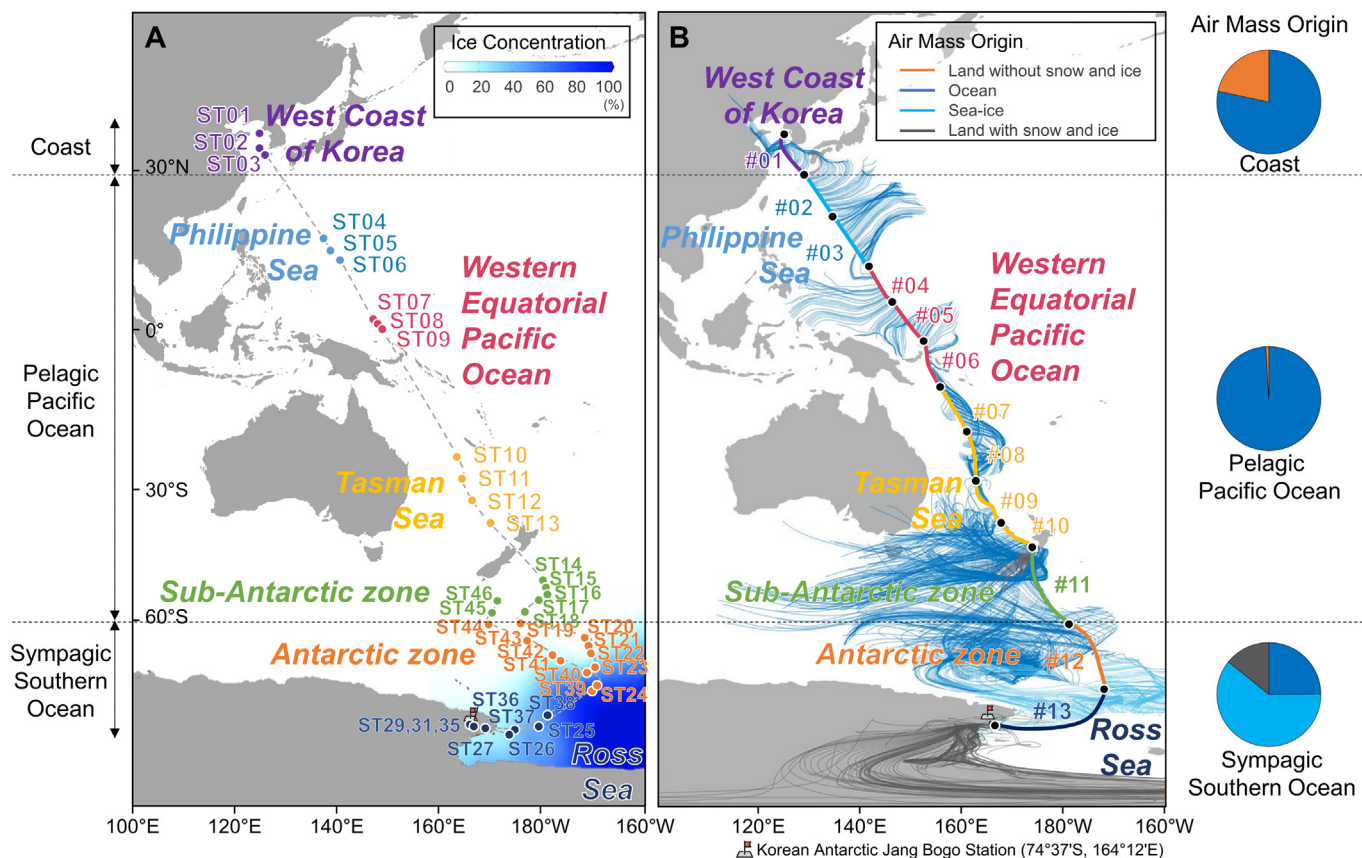 A
Ice Concentration
0 20 40 60 80 100
(%)
ST01
ST02
ST03
West Coast
of Korea
Coast
30°N
ST04
ST05
ST06
Philippine
Sea
Western
Equatorial
Pacific
Ocean
ST07
ST08
ST09
0°
Pelagic
Pacific
Ocean
ST10
ST11
ST12
ST13
Tasman
Sea
30°S
ST14
ST15
ST16
ST17
ST18
ST46
ST45
Sub-Antarctic zone
60°S
ST44
ST43
ST42
ST41
ST40
ST39
ST19
ST20
ST21
ST22
ST23
ST24
Antarctic zone
Sympagic
Southern
Ocean
ST36
ST37
ST38
ST29,31,35
ST27
ST26
ST25
Ross
Sea
100°E 120°E 140°E 160°E 180°W 160°W
B
Air Mass Origin
Land without snow and ice
Ocean
Sea-ice
Land with snow and ice
West Coast
of Korea
#01
#02
#03
Philippine
Sea
#04
#05
#06
Western
Equatorial
Pacific
Ocean
#07
#08
#09
#10
Tasman
Sea
#11
Sub-Antarctic zone
#12
Antarctic zone
#13
Ross
Sea
120°E 140°E 160°E 180°W 160°W
Korean Antarctic Jang Bogo Station (74°37'S, 164°12'E)
Air Mass Origin
Coast
Pelagic
Pacific Ocean
Sympagic
Southern Ocean